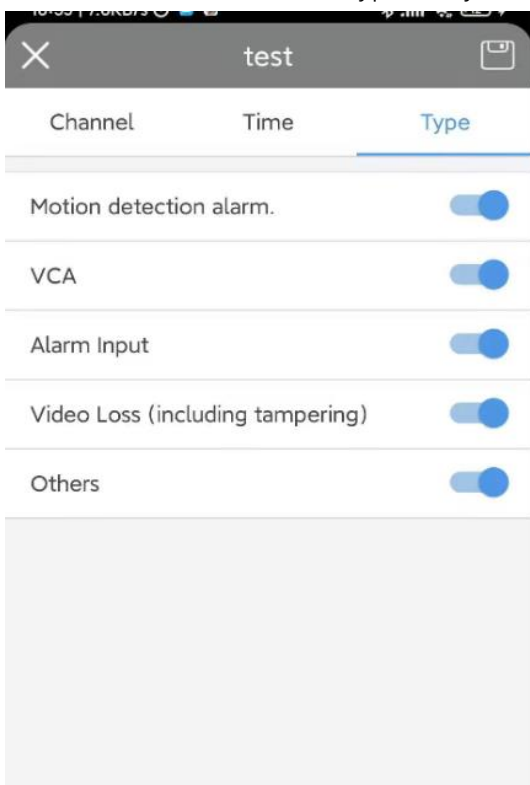 test
Channel Time Type
Motion detection alarm.
VCA
Alarm Input
Video Loss (including tampering)
Others